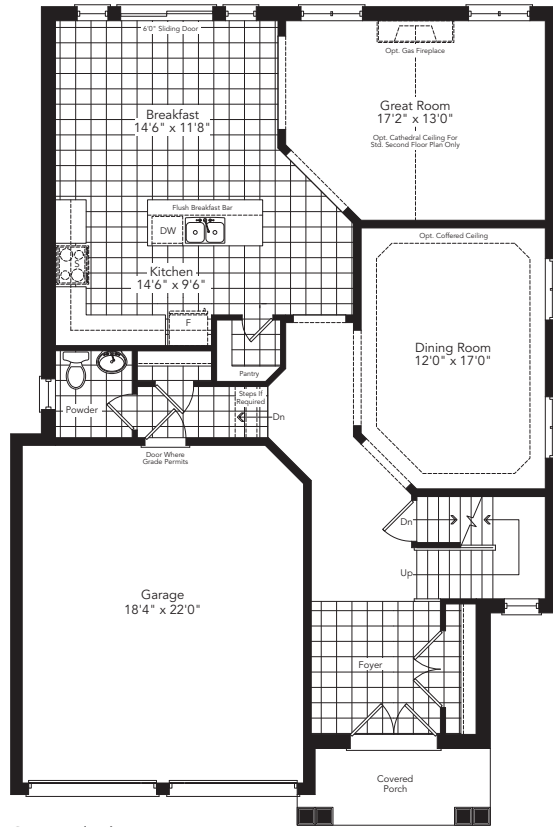 6'0" Sliding Door
Opt. Gas Fireplace
Breakfast
14'6" x 11'8"
Great Room
17'2" x 13'0"
Opt. Cathedral Ceiling For
Std. Second Floor Plan Only
Flush Breakfast Bar
DW
Opt. Coffered Ceiling
S
Kitchen
14'6" x 9'6"
F
Dining Room
12'0" x 17'0"
Pantry
Powder
Steps If
Required
Dn
Door Where
Grade Permits
Dn
Up
Garage
18'4" x 22'0"
Foyer
Covered
Porch